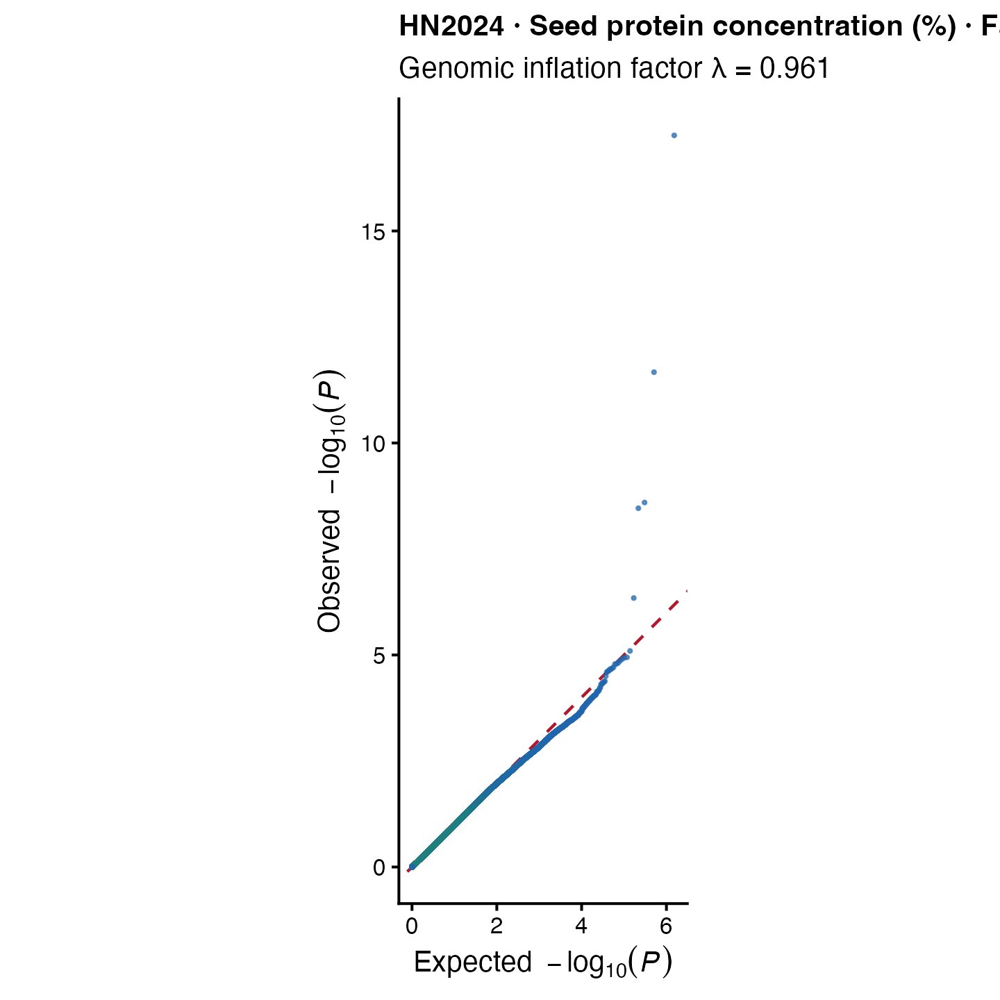 HN2024 · Seed protein concentration (%) ·
Genomic inflation factor λ = 0.961
15
10
5
0
Observed −log10(P)
0 2 4 6
Expected −log10(P)